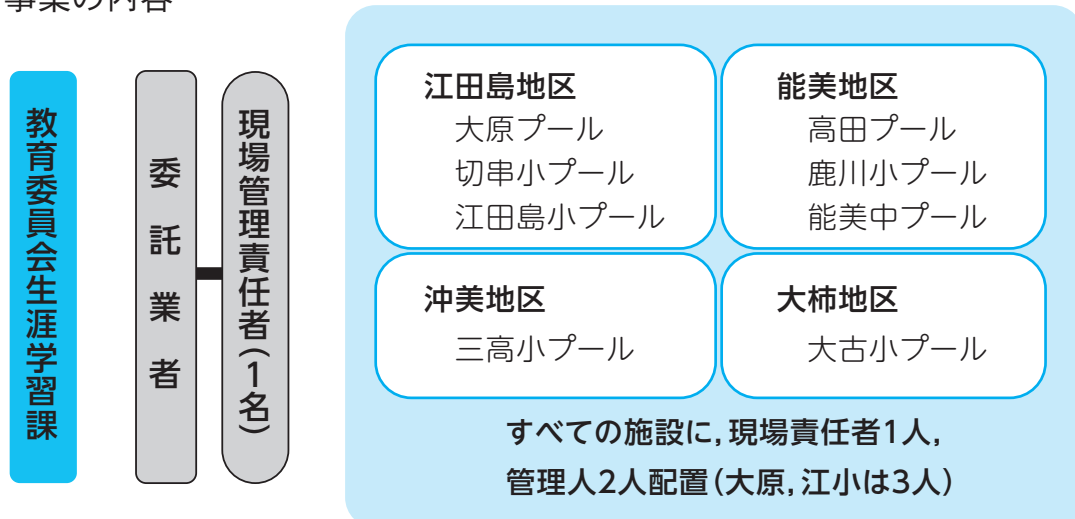 事業の内容
教育委員会生涯学習課
委託業者
現場管理責任者(1名)
江田島地区
大原プール
切串小プール
江田島小プール
能美地区
高田プール
鹿川小プール
能美中プール
沖美地区
三高小プール
大柿地区
大古小プール
すべての施設に,現場責任者1人,
管理人2人配置(大原,江小は3人)